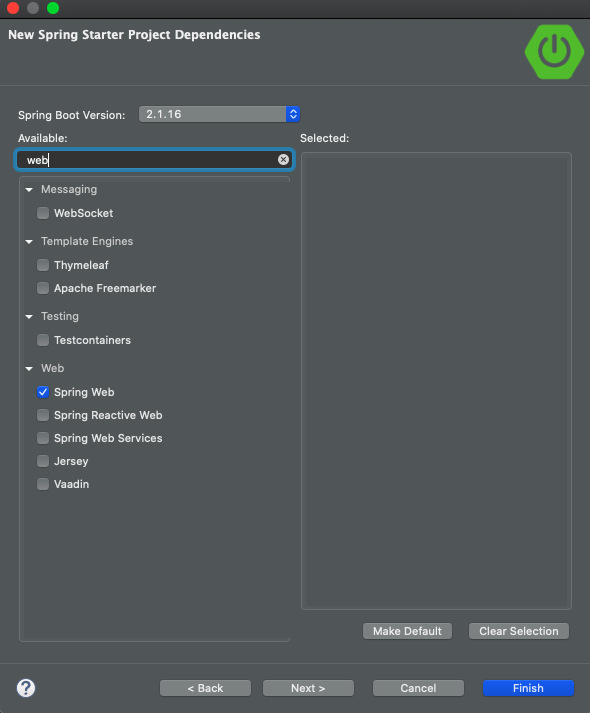 New Spring Starter Project Dependencies
Spring Boot Version: 2.1.16
Available: Selected:
web
Messaging
WebSocket
Template Engines
Thymeleaf
Apache Freemarker
Testing
Testcontainers
Web
Spring Web
Spring Reactive Web
Spring Web Services
Jersey
Vaadin
Make Default Clear Selection
? < Back Next > Cancel Finish